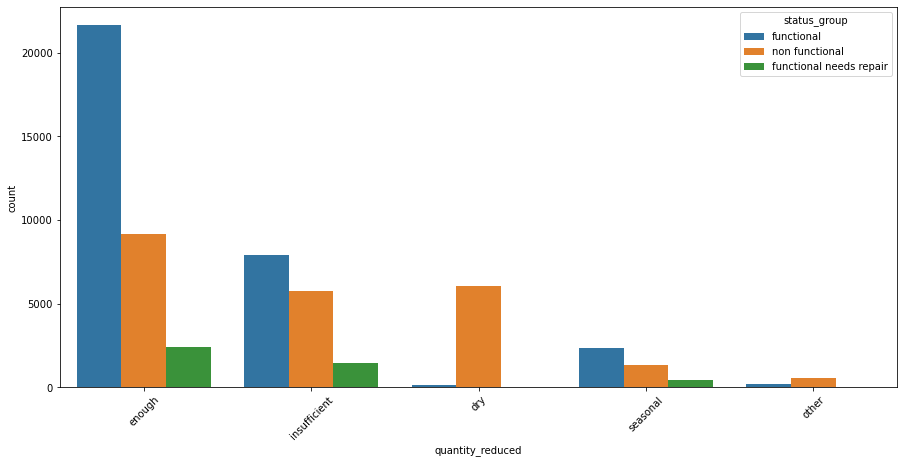 status_group
functional
non functional
functional needs repair
count
20000
15000
10000
5000
0
enough
insufficient
dry
seasonal
other
quantity_reduced